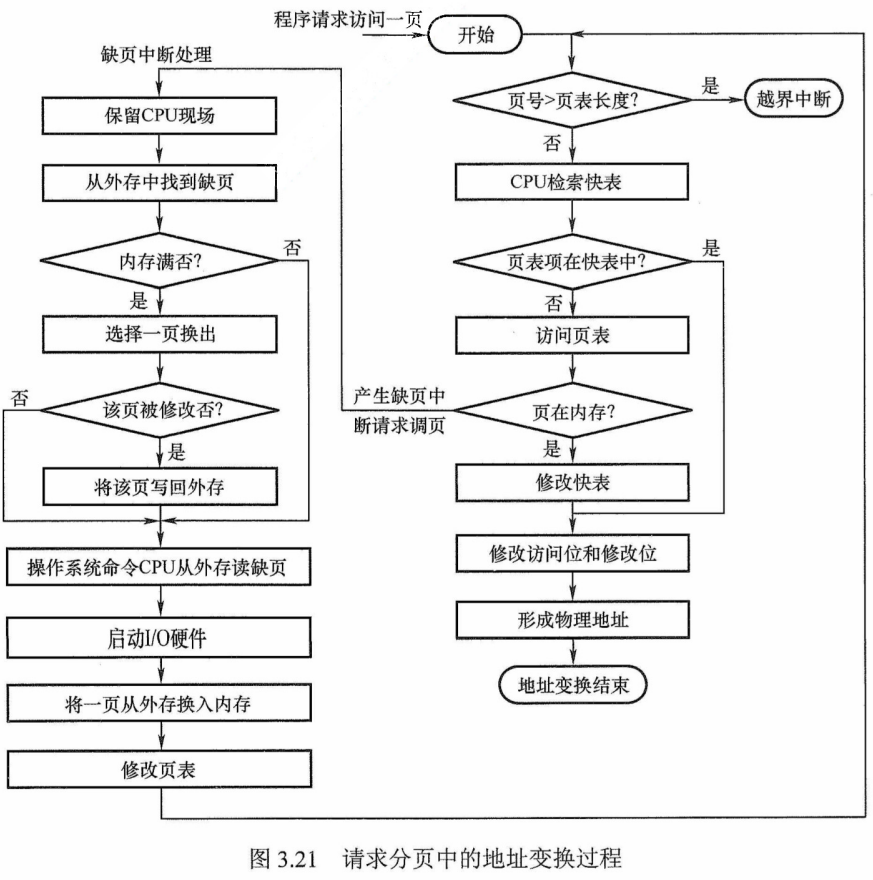 程序请求访问一页
开始
缺页中断处理
页号>页表长度?
是
越界中断
否
保留CPU现场
从外存中找到缺页
CPU检索快表
内存满否?
否
是
页表项在快表中?
是
否
选择一页换出
访问页表
该页被修改否?
否
是
产生缺页中
断请求调页
页在内存?
是
将该页写回外存
修改快表
操作系统命令CPU从外存读缺页
修改访问位和修改位
启动I/O硬件
形成物理地址
将一页从外存换入内存
地址变换结束
修改页表
图 3.21 请求分页中的地址变换过程